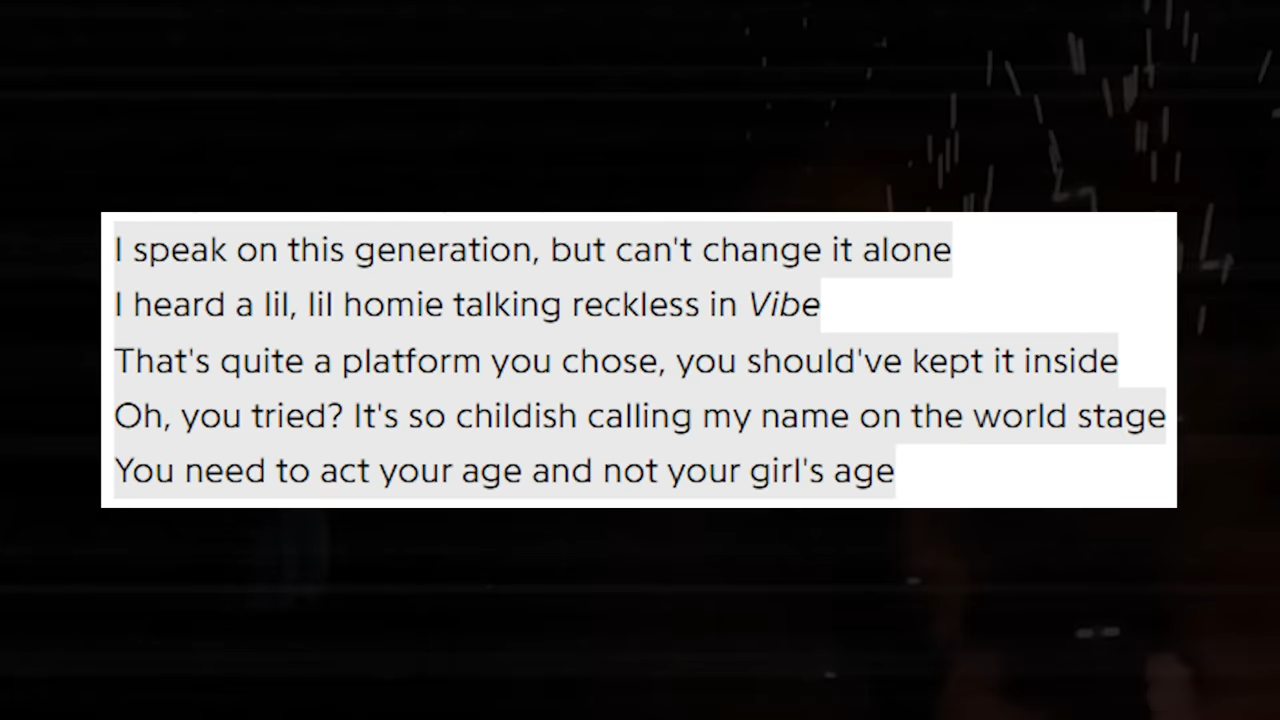 I speak on this generation, but can't change it alone
I heard a lil, lil homie talking reckless in Vibe
That's quite a platform you chose, you should've kept it inside
Oh, you tried? It's so childish calling my name on the world stage
You need to act your age and not your girl's age